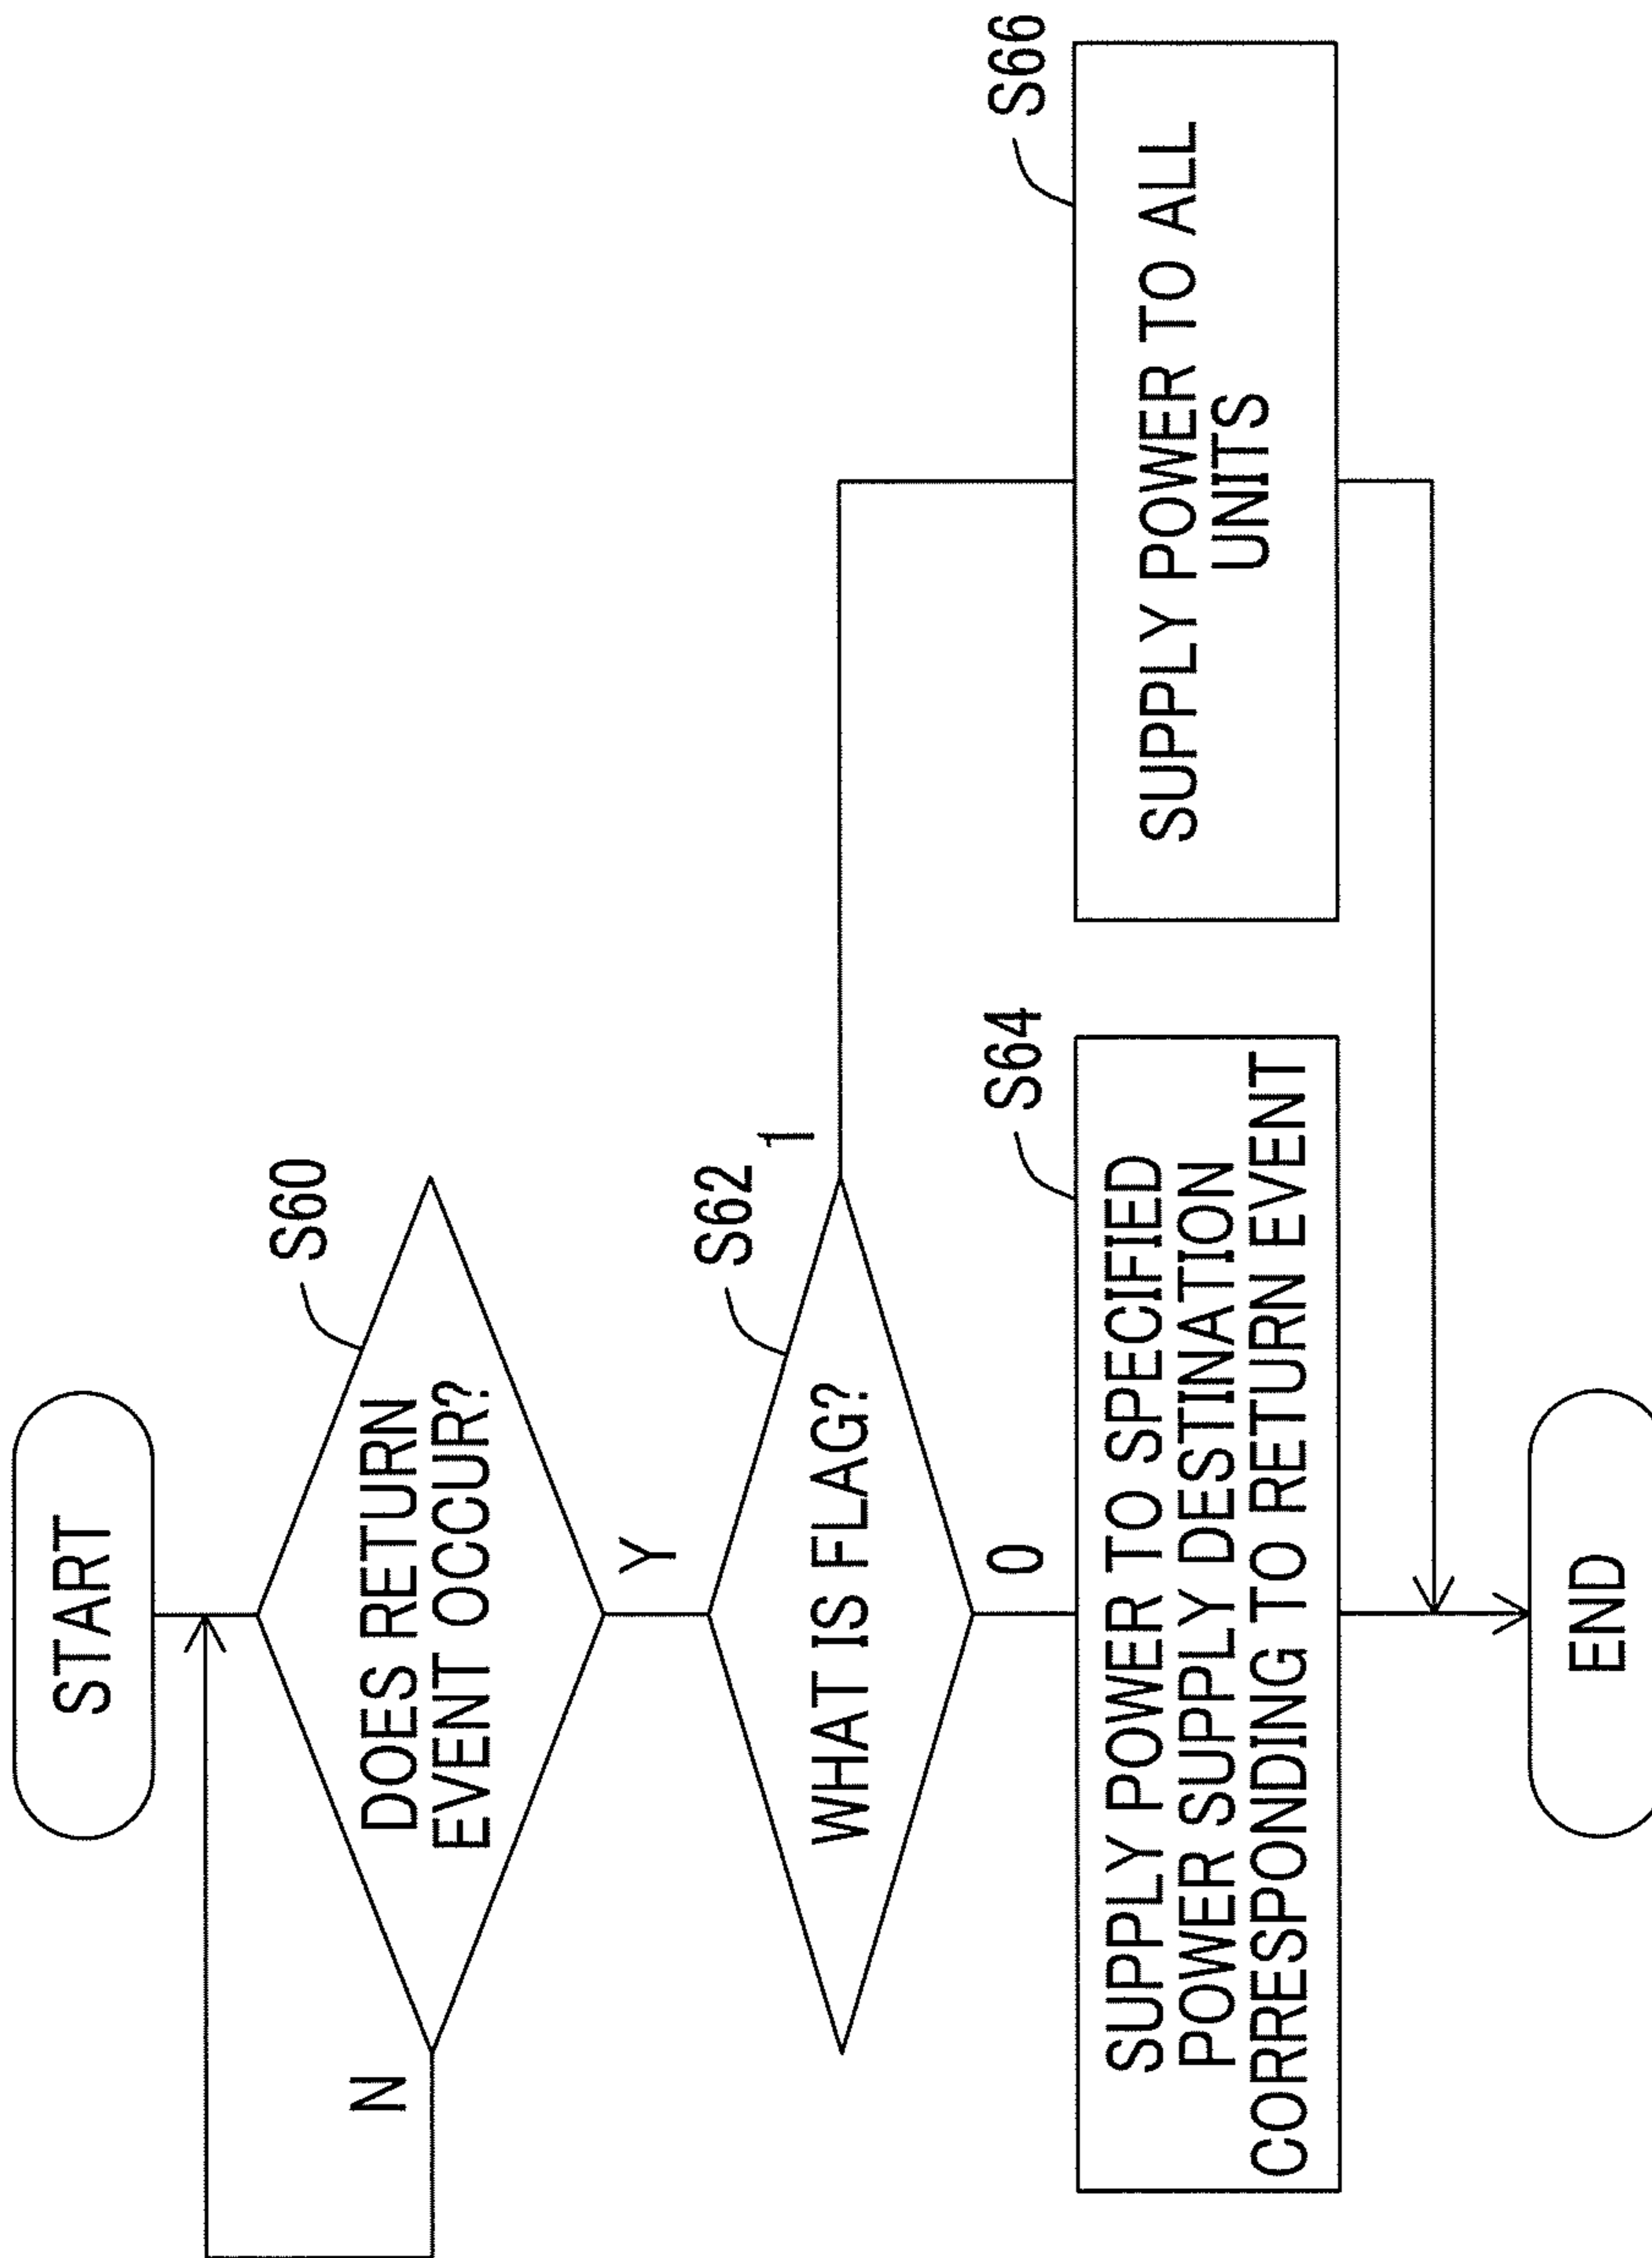 START
S60
DOES RETURN
EVENT OCCUR?
N
Y
S62
WHAT IS FLAG?
1
0
S64
SUPPLY POWER TO SPECIFIED
POWER SUPPLY DESTINATION
CORRESPONDING TO RETURN EVENT
S66
SUPPLY POWER TO ALL
UNITS
END